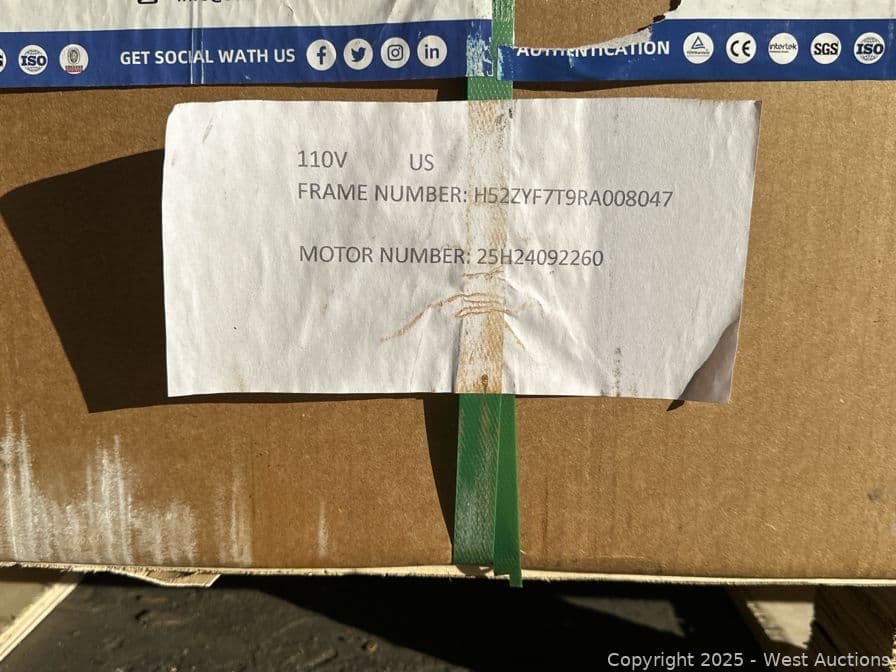 GET SOCIAL WATH US
AUTHENTICATION
ISO
CE
intertek
SGS
ISO
110V US
FRAME NUMBER: H52ZYF7T9RA008047
MOTOR NUMBER: 25H24092260
Copyright 2025 - West Auctions